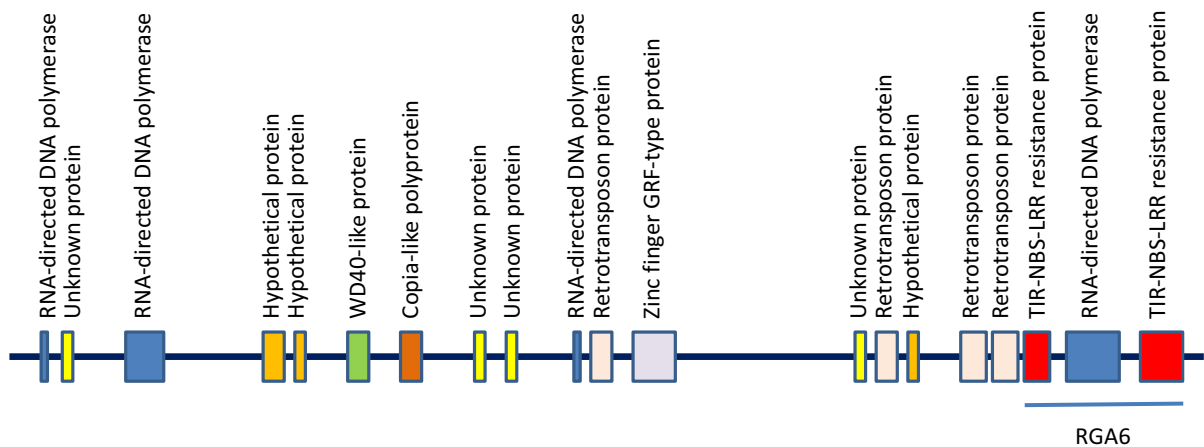 RNA-directed DNA polymerase
Unknown protein
RNA-directed DNA polymerase
Hypothetical protein
Hypothetical protein
WD40-like protein
Copia-like polyprotein
Unknown protein
Unknown protein
RNA-directed DNA polymerase
Retrotransposon protein
Zinc finger GRF-type protein
Unknown protein
Retrotransposon protein
Hypothetical protein
Retrotransposon protein
Retrotransposon protein
TIR-NBS-LRR resistance protein
RNA-directed DNA polymerase
TIR-NBS-LRR resistance protein
RGA6